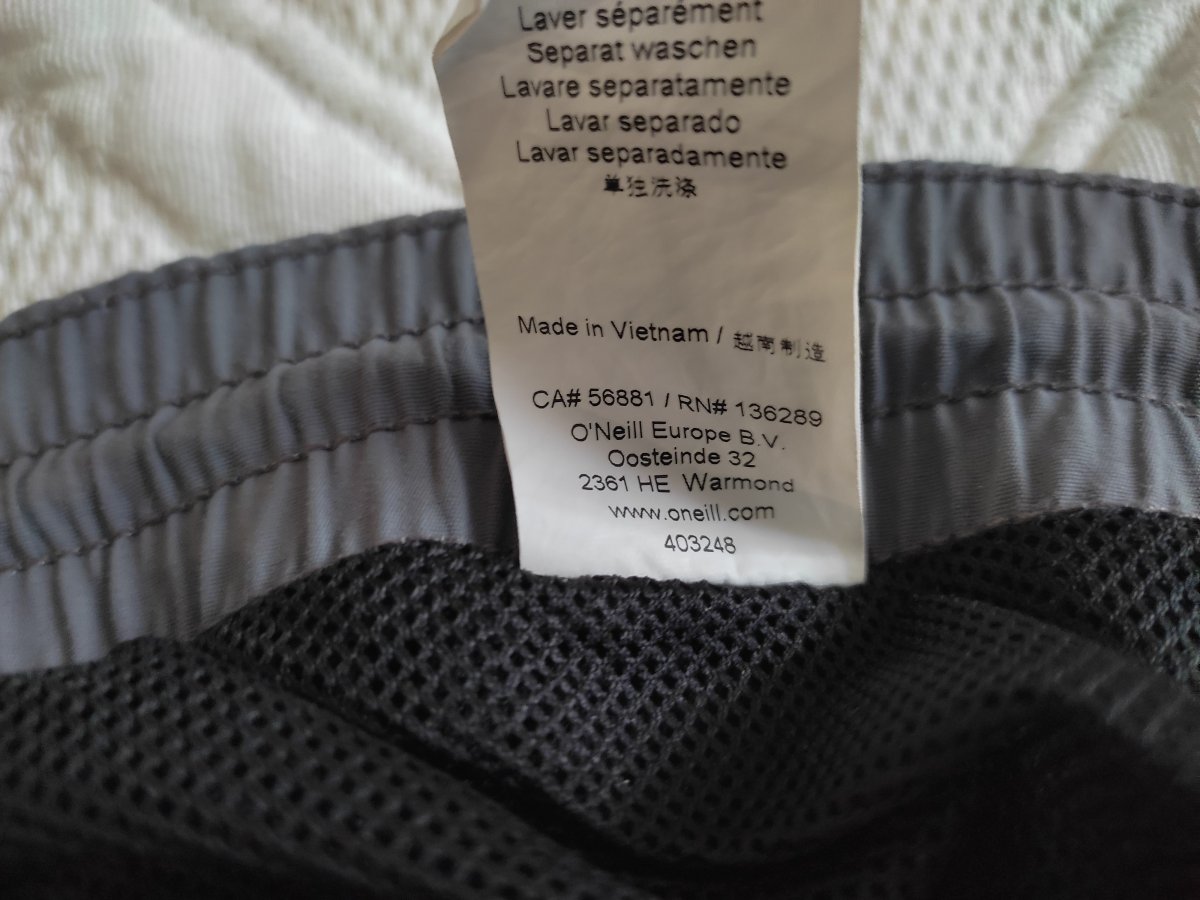 Laver séparément
Separat waschen
Lavare separatamente
Lavar separado
Lavar separadamente
单独洗涤
Made in Vietnam / 越南制造
CA# 56881 / RN# 136289
O'Neill Europe B.V.
Oosteinde 32
2361 HE Warmond
www.oneill.com
403248